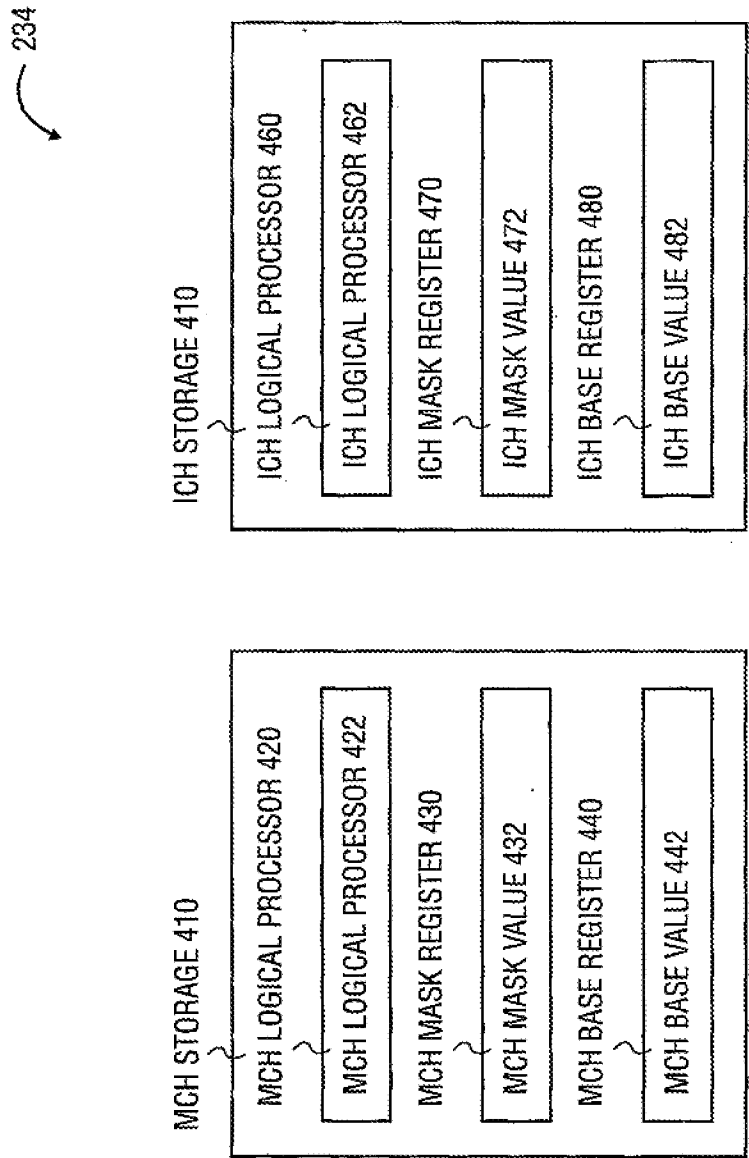 234
MCH STORAGE 410
MCH LOGICAL PROCESSOR 420
MCH LOGICAL PROCESSOR 422
MCH MASK REGISTER 430
MCH MASK VALUE 432
MCH BASE REGISTER 440
MCH BASE VALUE 442
ICH STORAGE 410
ICH LOGICAL PROCESSOR 460
ICH LOGICAL PROCESSOR 462
ICH MASK REGISTER 470
ICH MASK VALUE 472
ICH BASE REGISTER 480
ICH BASE VALUE 482